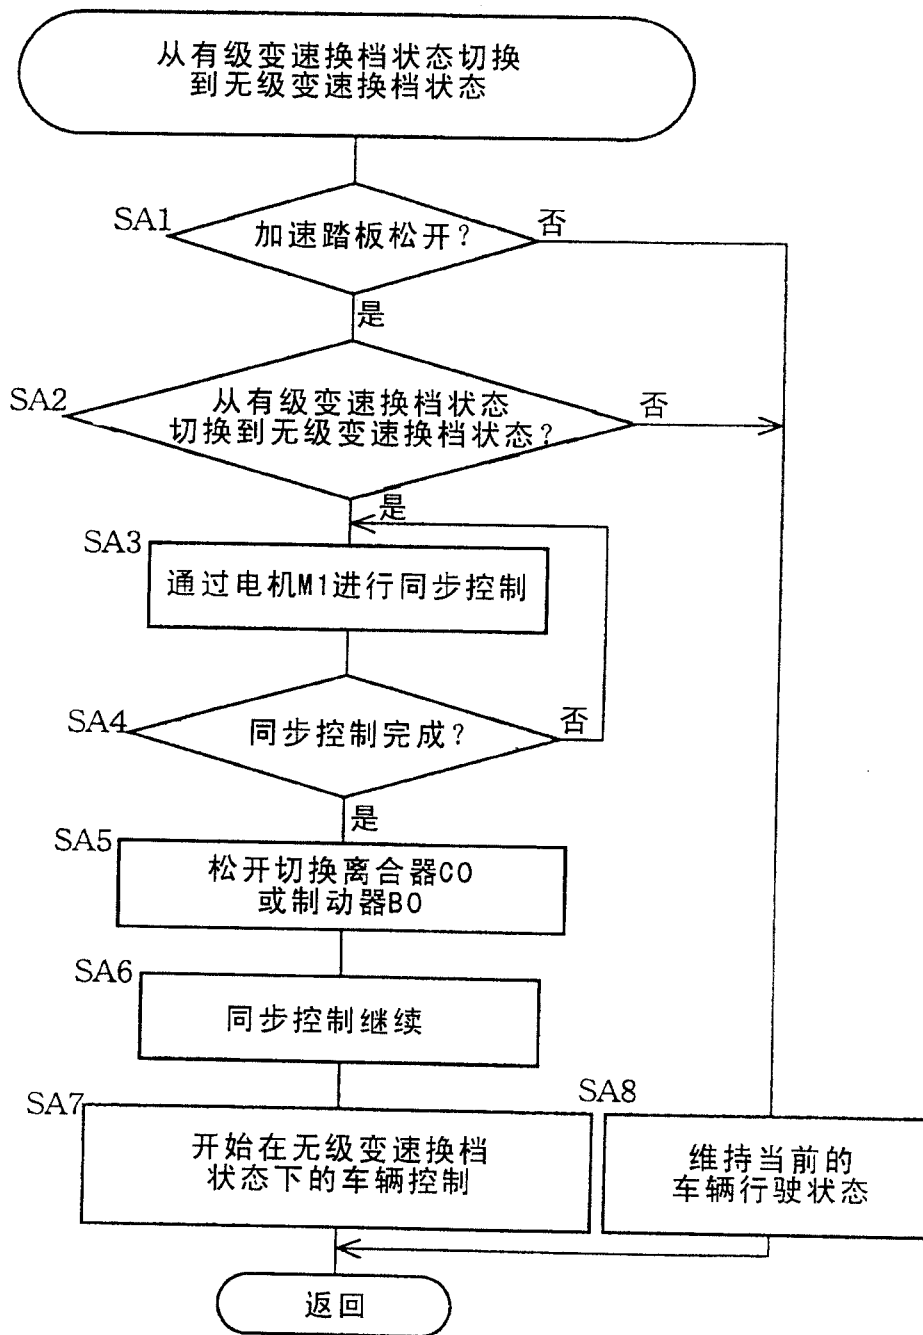 从有级变速换档状态切换
到无级变速换档状态
SA1
加速踏板松开？
否
是
SA2
从有级变速换档状态
切换到无级变速换档状态？
否
是
SA3
通过电机M1进行同步控制
SA4
同步控制完成？
否
是
SA5
松开切换离合器C0
或制动器B0
SA6
同步控制继续
SA7
开始在无级变速换档
状态下的车辆控制
SA8
维持当前的
车辆行驶状态
返回